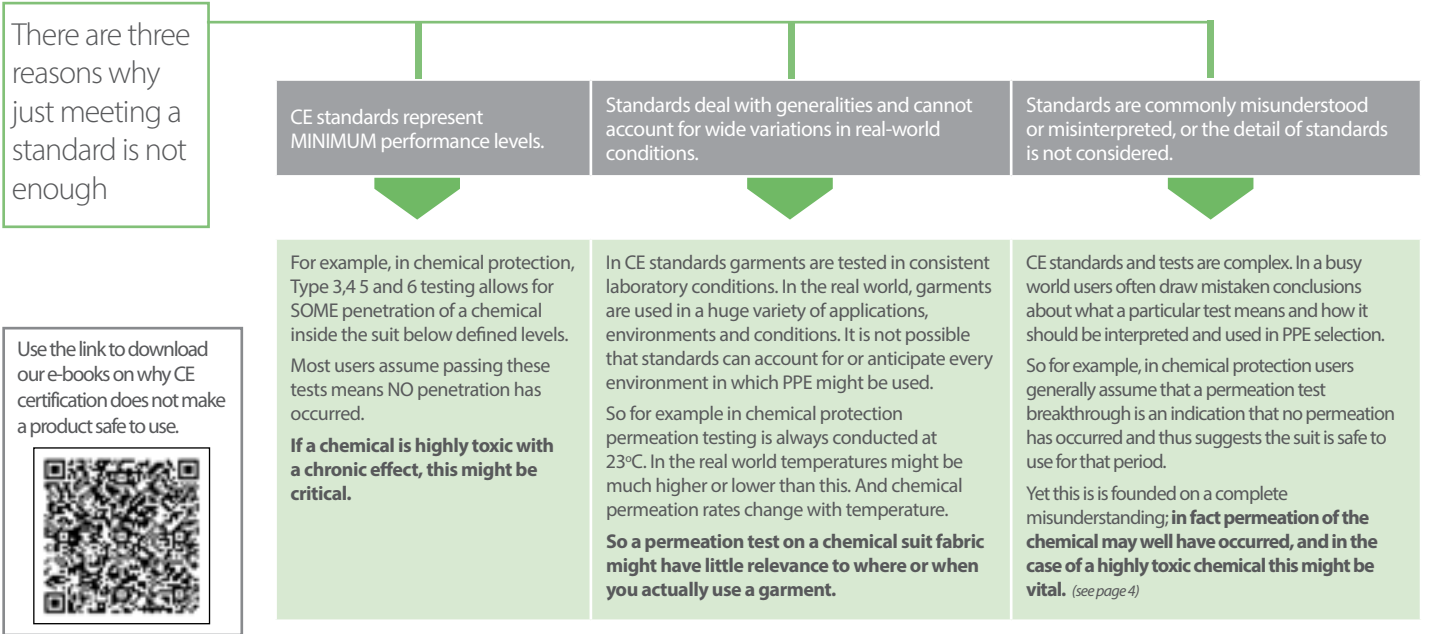 There are three
reasons why
just meeting a
standard is not
enough
CE standards represent
MINIMUM performance levels.
Standards deal with generalities and cannot
account for wide variations in real-world
conditions.
Standards are commonly misunderstood
or misinterpreted, or the detail of standards
is not considered.
For example, in chemical protection,
Type 3,4 5 and 6 testing allows for
SOME penetration of a chemical
inside the suit below defined levels.
Most users assume passing these
tests means NO penetration has
occurred.
If a chemical is highly toxic with
a chronic effect, this might be
critical.
In CE standards garments are tested in consistent
laboratory conditions. In the real world, garments
are used in a huge variety of applications,
environments and conditions. It is not possible
that standards can account for or anticipate every
environment in which PPE might be used.
So for example in chemical protection
permeation testing is always conducted at
23ºC. In the real world temperatures might be
much higher or lower than this. And chemical
permeation rates change with temperature.
So a permeation test on a chemical suit fabric
might have little relevance to where or when
you actually use a garment.
CE standards and tests are complex. In a busy
world users often draw mistaken conclusions
about what a particular test means and how it
should be interpreted and used in PPE selection.
So for example, in chemical protection users
generally assume that a permeation test
breakthrough is an indication that no permeation
has occurred and thus suggests the suit is safe to
use for that period.
Yet this is is founded on a complete
misunderstanding; in fact permeation of the
chemical may well have occurred, and in the
case of a highly toxic chemical this might be
vital. (see page 4)
Use the link to download
our e-books on why CE
certification does not make
a product safe to use.